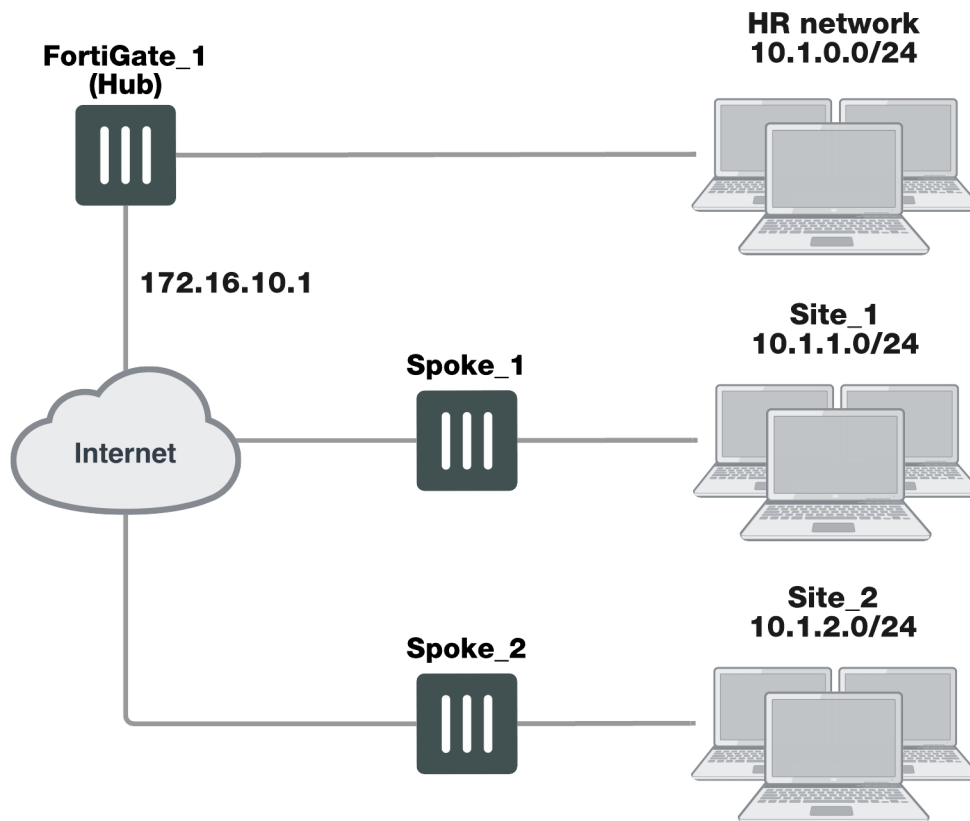 HR network
10.1.0.0/24
FortiGate_1
(Hub)
172.16.10.1
Site_1
10.1.1.0/24
Spoke_1
Internet
Site_2
10.1.2.0/24
Spoke_2